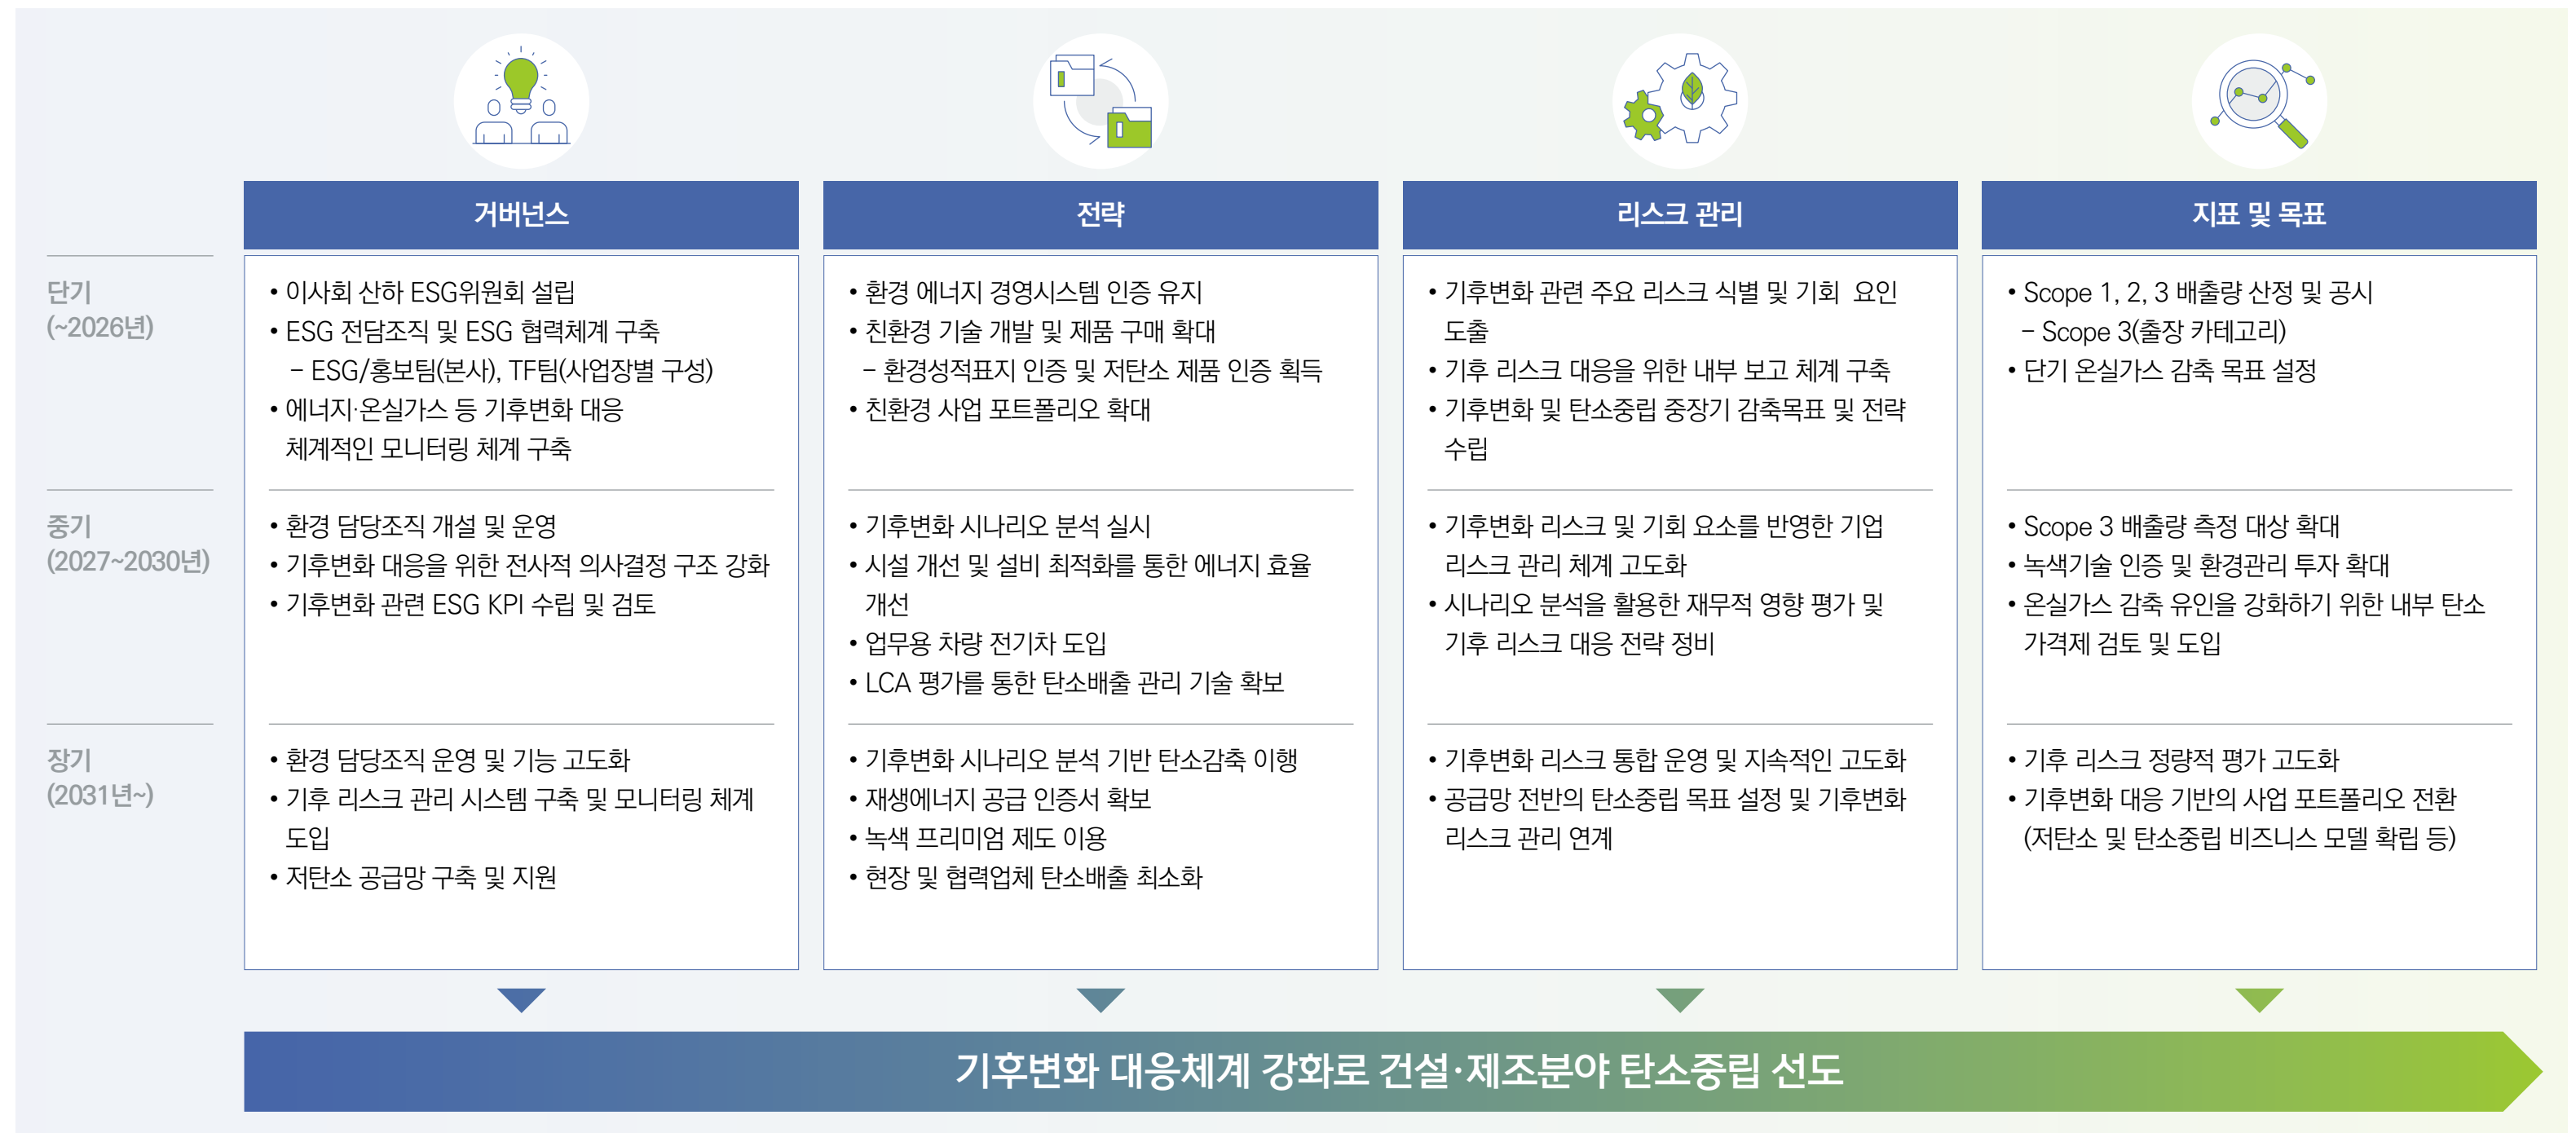 거버넌스
전략
리스크 관리
지표 및 목표
단기
(~2026년)
• 이사회 산하 ESG위원회 설립
• ESG 전담조직 및 ESG 협력체계 구축
– ESG/홍보팀(본사), TF팀(사업장별 구성)
• 에너지·온실가스 등 기후변화 대응
체계적인 모니터링 체계 구축
• 환경 에너지 경영시스템 인증 유지
• 친환경 기술 개발 및 제품 구매 확대
– 환경성적표지 인증 및 저탄소 제품 인증 획득
• 친환경 사업 포트폴리오 확대
• 기후변화 관련 주요 리스크 식별 및 기회 요인
도출
• 기후 리스크 대응을 위한 내부 보고 체계 구축
• 기후변화 및 탄소중립 중장기 감축목표 및 전략
수립
• Scope 1, 2, 3 배출량 산정 및 공시
– Scope 3(출장 카테고리)
• 단기 온실가스 감축 목표 설정
중기
(2027~2030년)
• 환경 담당조직 개설 및 운영
• 기후변화 대응을 위한 전사적 의사결정 구조 강화
• 기후변화 관련 ESG KPI 수립 및 검토
• 기후변화 시나리오 분석 실시
• 시설 개선 및 설비 최적화를 통한 에너지 효율
개선
• 업무용 차량 전기차 도입
• LCA 평가를 통한 탄소배출 관리 기술 확보
• 기후변화 리스크 및 기회 요소를 반영한 기업
리스크 관리 체계 고도화
• 시나리오 분석을 활용한 재무적 영향 평가 및
기후 리스크 대응 전략 정비
• Scope 3 배출량 측정 대상 확대
• 녹색기술 인증 및 환경관리 투자 확대
• 온실가스 감축 유인을 강화하기 위한 내부 탄소
가격제 검토 및 도입
장기
(2031년~)
• 환경 담당조직 운영 및 기능 고도화
• 기후 리스크 관리 시스템 구축 및 모니터링 체계
도입
• 저탄소 공급망 구축 및 지원
• 기후변화 시나리오 분석 기반 탄소감축 이행
• 재생에너지 공급 인증서 확보
• 녹색 프리미엄 제도 이용
• 현장 및 협력업체 탄소배출 최소화
• 기후변화 리스크 통합 운영 및 지속적인 고도화
• 공급망 전반의 탄소중립 목표 설정 및 기후변화
리스크 관리 연계
• 기후 리스크 정량적 평가 고도화
• 기후변화 대응 기반의 사업 포트폴리오 전환
(저탄소 및 탄소중립 비즈니스 모델 확립 등)
기후변화 대응체계 강화로 건설·제조분야 탄소중립 선도